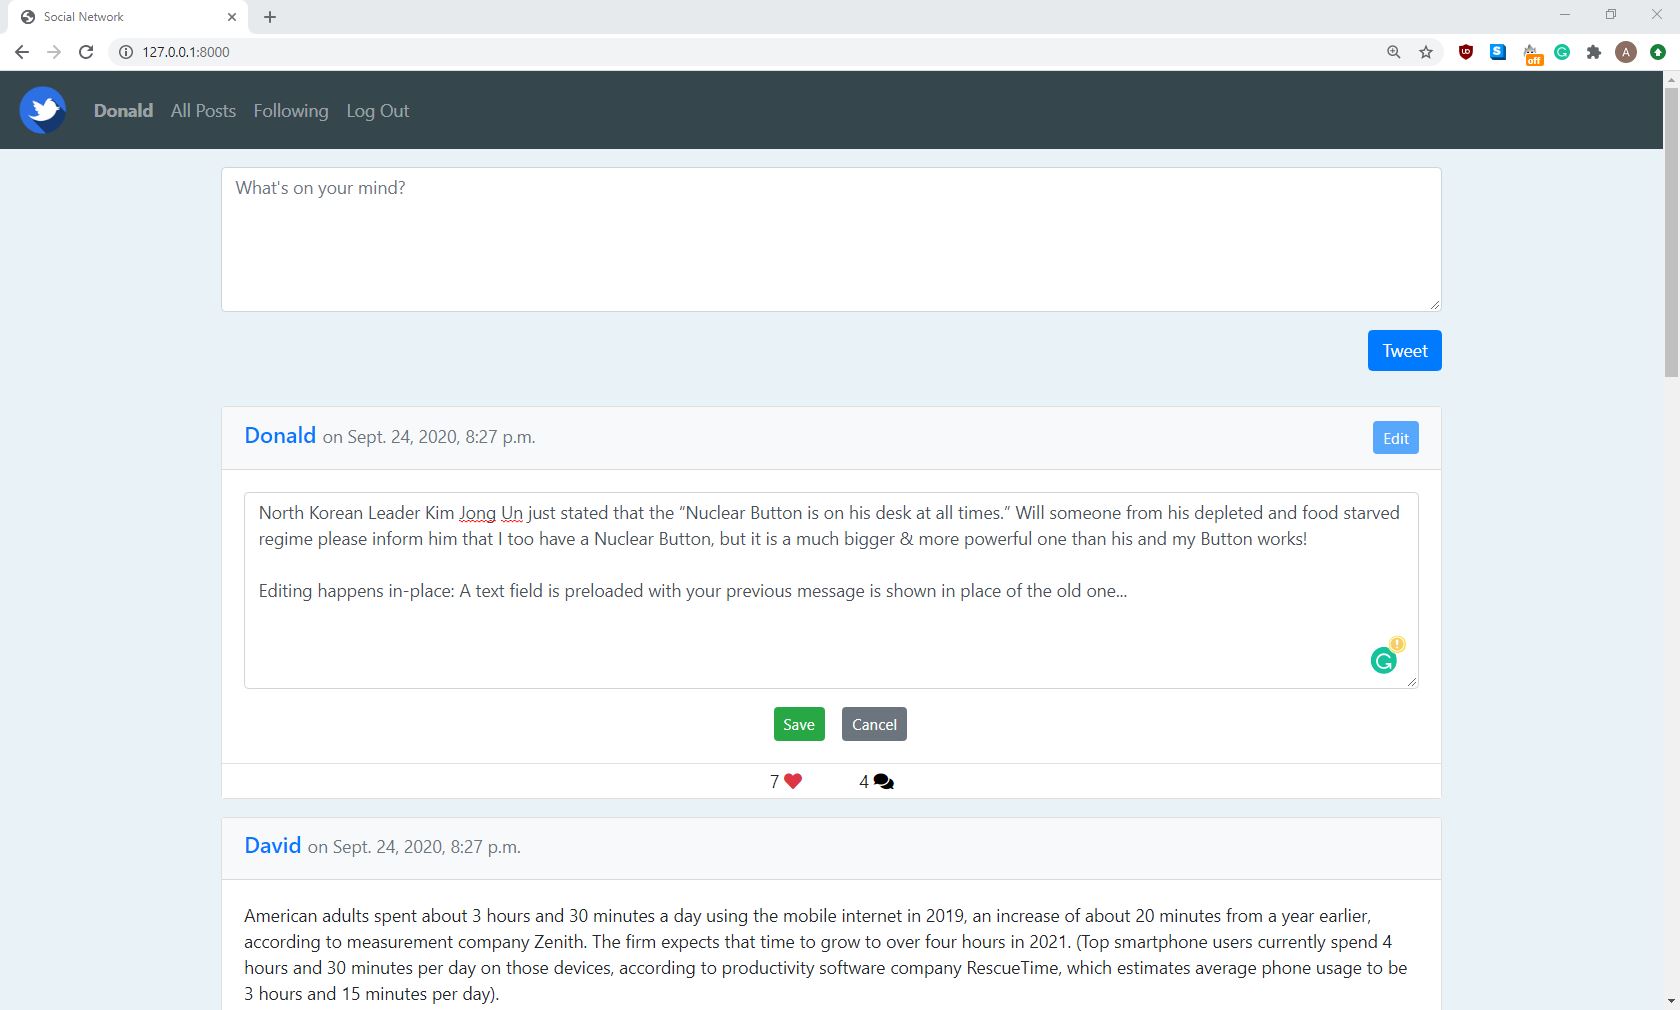 Social Network
127.0.0.1:8000
off
A
Donald All Posts Following Log Out
What's on your mind?
Tweet
Donald on Sept. 24, 2020, 8:27 p.m.
Edit
North Korean Leader Kim Jong Un just stated that the “Nuclear Button is on his desk at all times.” Will someone from his depleted and food starved
regime please inform him that I too have a Nuclear Button, but it is a much bigger & more powerful one than his and my Button works!
Editing happens in-place: A text field is preloaded with your previous message is shown in place of the old one...
Save Cancel
7 4
David on Sept. 24, 2020, 8:27 p.m.
American adults spent about 3 hours and 30 minutes a day using the mobile internet in 2019, an increase of about 20 minutes from a year earlier,
according to measurement company Zenith. The firm expects that time to grow to over four hours in 2021. (Top smartphone users currently spend 4
hours and 30 minutes per day on those devices, according to productivity software company RescueTime, which estimates average phone usage to be
3 hours and 15 minutes per day).